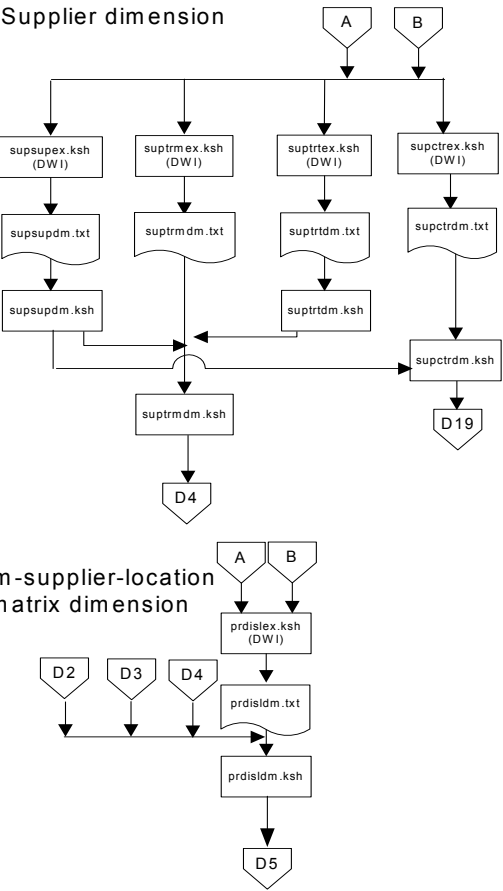 Supplier dimension
A
B
supsupex.ksh
(DWI)
suptrmex.ksh
(DWI)
suptrtex.ksh
(DWI)
supctrex.ksh
(DWI)
supsupdm.txt
suptrmdm.txt
suptrtdm.txt
supctrdm.txt
supsupdm.ksh
suptrtdm.ksh
supctrdm.ksh
suptrmdm.ksh
D19
D4
A
B
m-supplier-location
matrix dimension
prdislex.ksh
(DWI)
D2
D3
D4
prdisldm.txt
prdisldm.ksh
D5